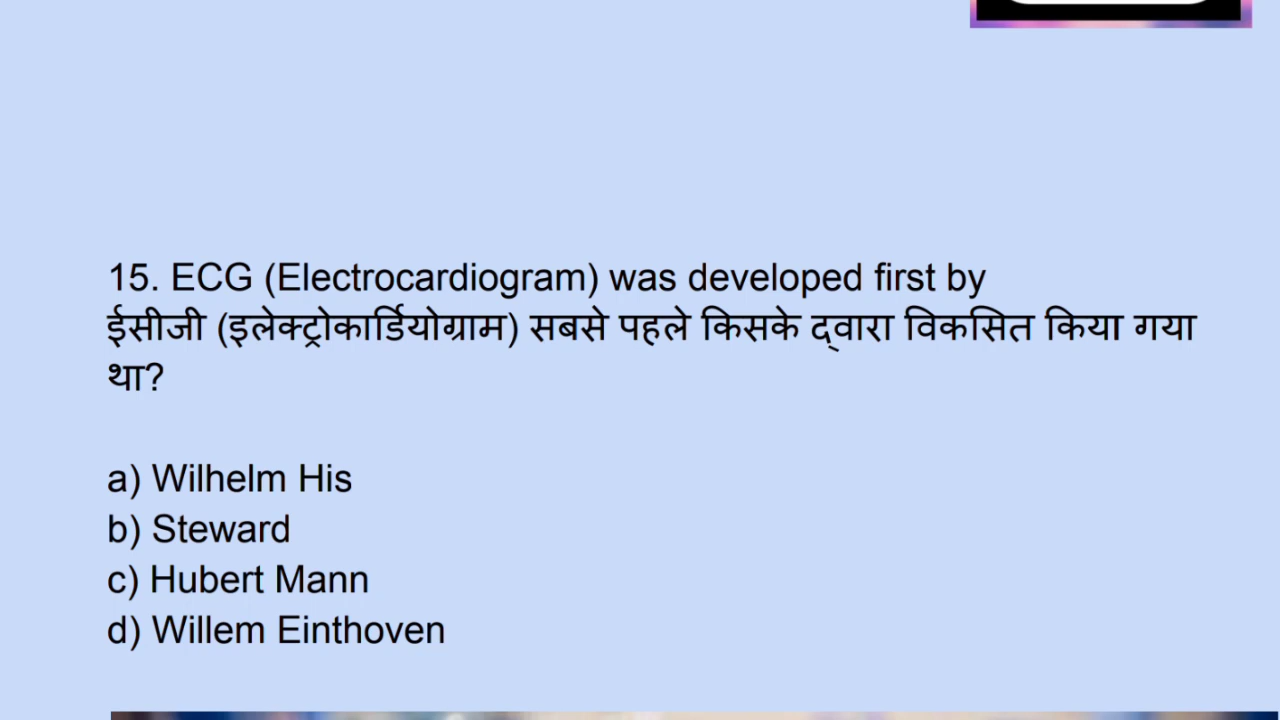 15. ECG (Electrocardiogram) was developed first by
ईसीजी (इलेक्ट्रोकार्डियोग्राम) सबसे पहले किसके द्वारा विकसित किया गया
था?
a) Wilhelm His
b) Steward
c) Hubert Mann
d) Willem Einthoven